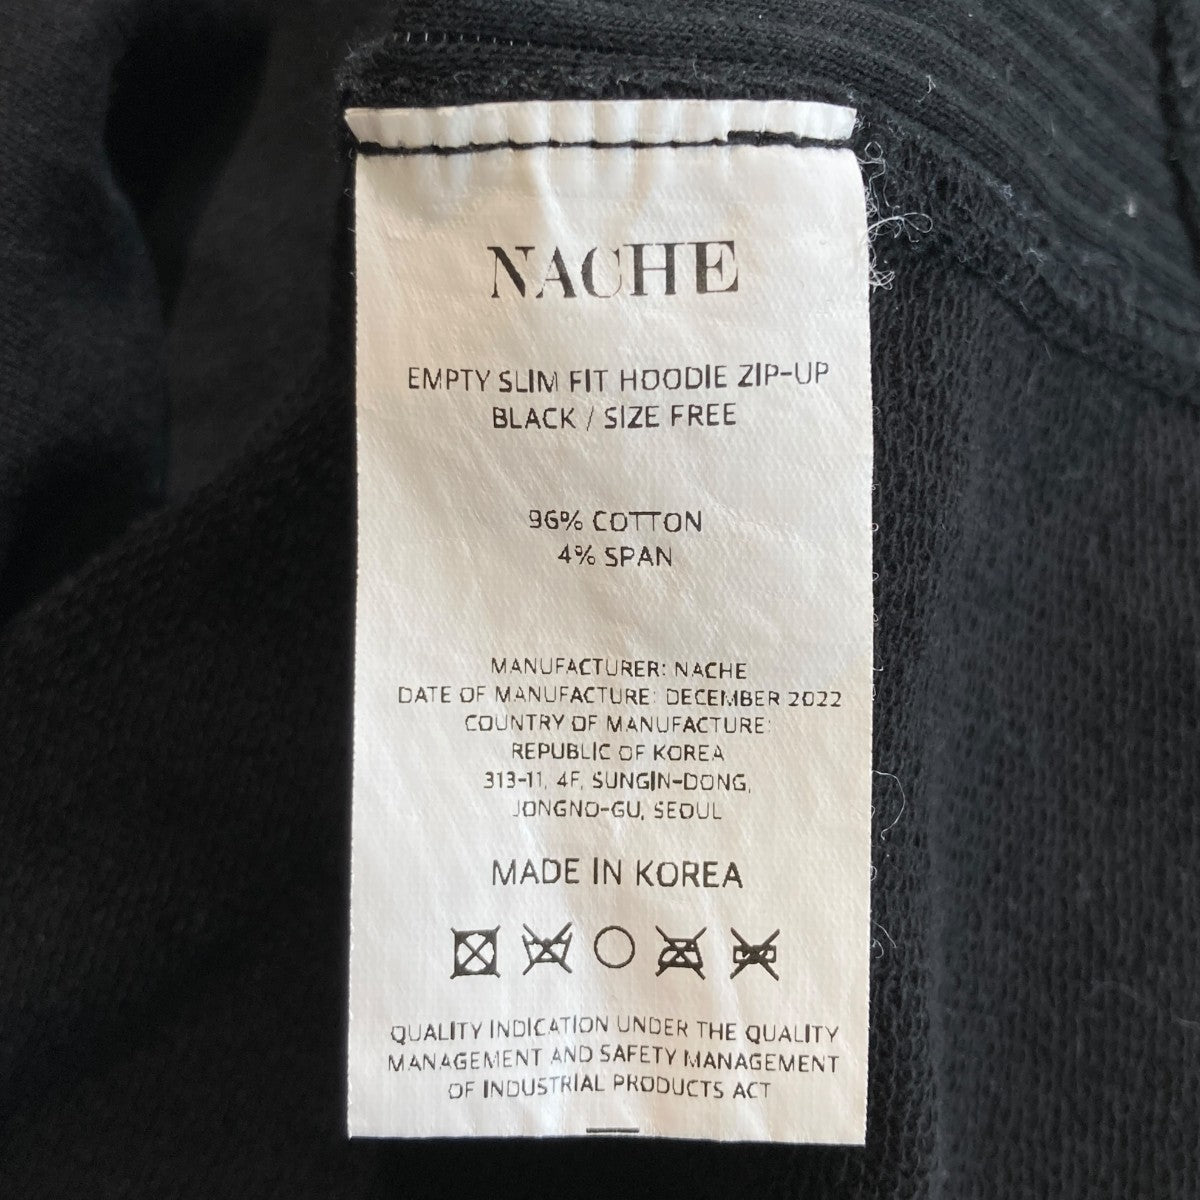 NACHE
EMPTY SLIM FIT HOODIE ZIP-UP
BLACK / SIZE FREE
96% COTTON
4% SPAN
MANUFACTURER: NACHE
DATE OF MANUFACTURE: DECEMBER 2022
COUNTRY OF MANUFACTURE:
REPUBLIC OF KOREA
313-11, 4F, SUNGIN-DONG,
JONGNO-GU, SEOUL
MADE IN KOREA
QUALITY INDICATION UNDER THE QUALITY
MANAGEMENT AND SAFETY MANAGEMENT
OF INDUSTRIAL PRODUCTS ACT